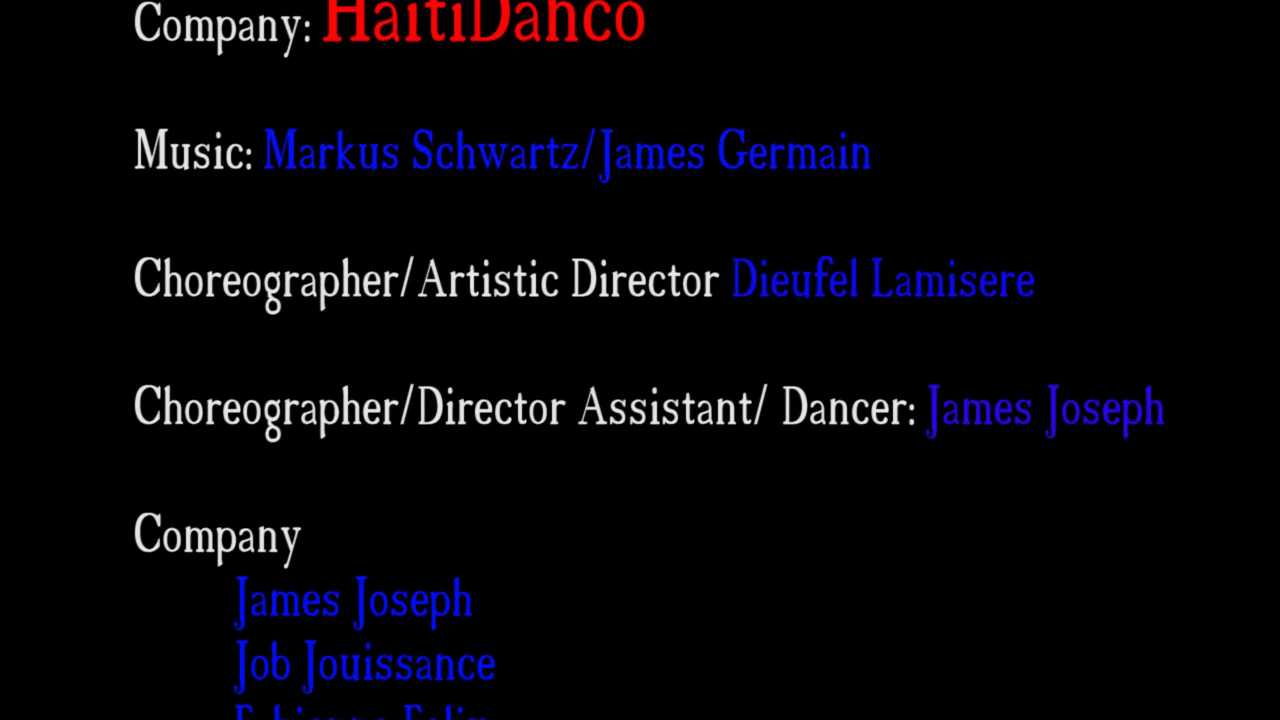 Company: HaitiDanco
Music: Markus Schwartz/James Germain
Choreographer/Artistic Director Dieufel Lamisere
Choreographer/Director Assistant/ Dancer: James Joseph
Company
James Joseph
Job Jouissance